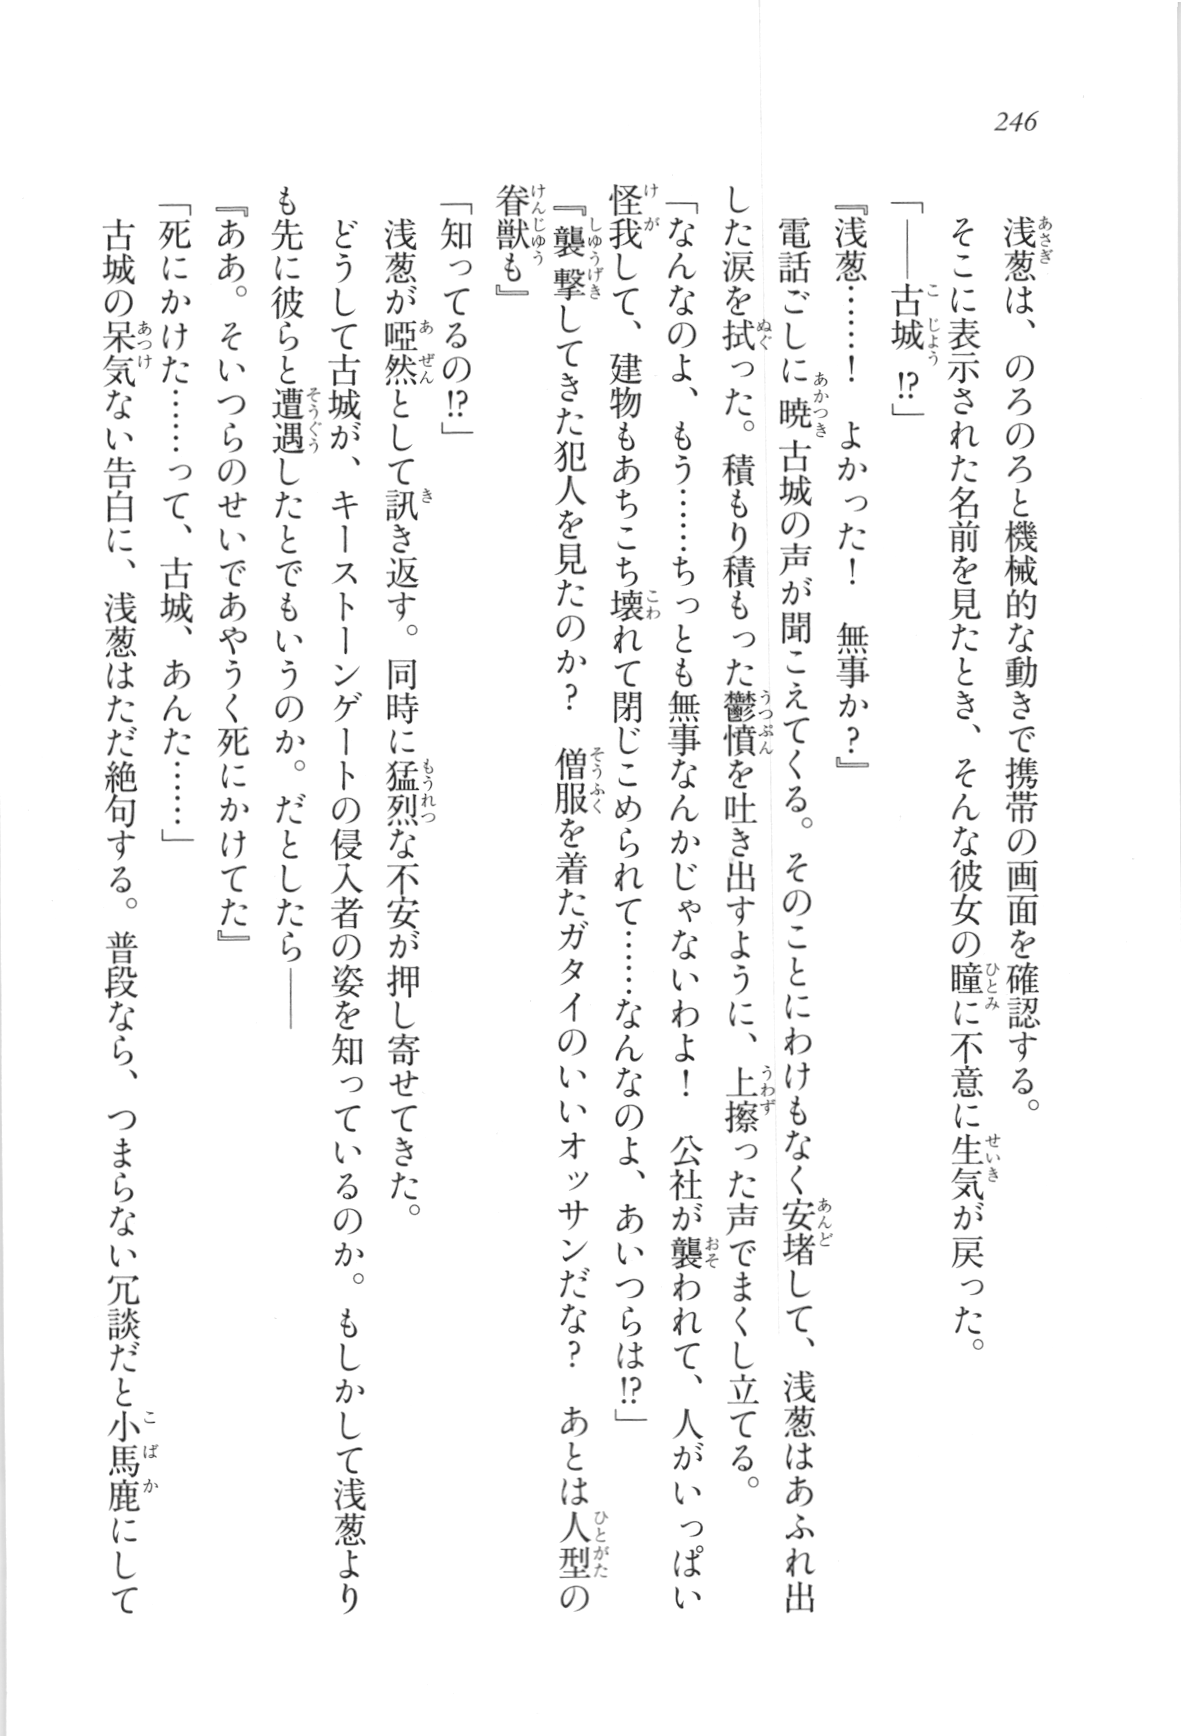 246
浅葱は、のろのろと機械的な動きで携帯の画面を確認する。
そこに表示された名前を見たとき、そんな彼女の瞳に不意に生気が戻った。
「――古城⁉」
『浅葱……！　よかった！　無事か？』
電話ごしに暁古城の声が聞こえてくる。そのことにわけもなく安堵して、浅葱はあふれ出
した涙を拭った。積もり積もった鬱憤を吐き出すように、上擦った声でまくし立てる。
「なんなのよ、もう……ちっとも無事なんかじゃないわよ！　公社が襲われて、人がいっぱい
怪我して、建物もあちこち壊れて閉じこめられて……なんなのよ、あいつらは⁉」
『襲撃してきた犯人を見たのか？　僧服を着たガタイのいいオッサンだな？　あとは人型の
眷獣も』
「知ってるの⁉」
浅葱が啞然として訊き返す。同時に猛烈な不安が押し寄せてきた。
どうして古城が、キーストーンゲートの侵入者の姿を知っているのか。もしかして浅葱より
も先に彼らと遭遇したとでもいうのか。だとしたら――
『ああ。そいつらのせいであやうく死にかけてた』
「死にかけた……って、古城、あんた……」
古城の呆気ない告白に、浅葱はただ絶句する。普段なら、つまらない冗談だと小馬鹿にして